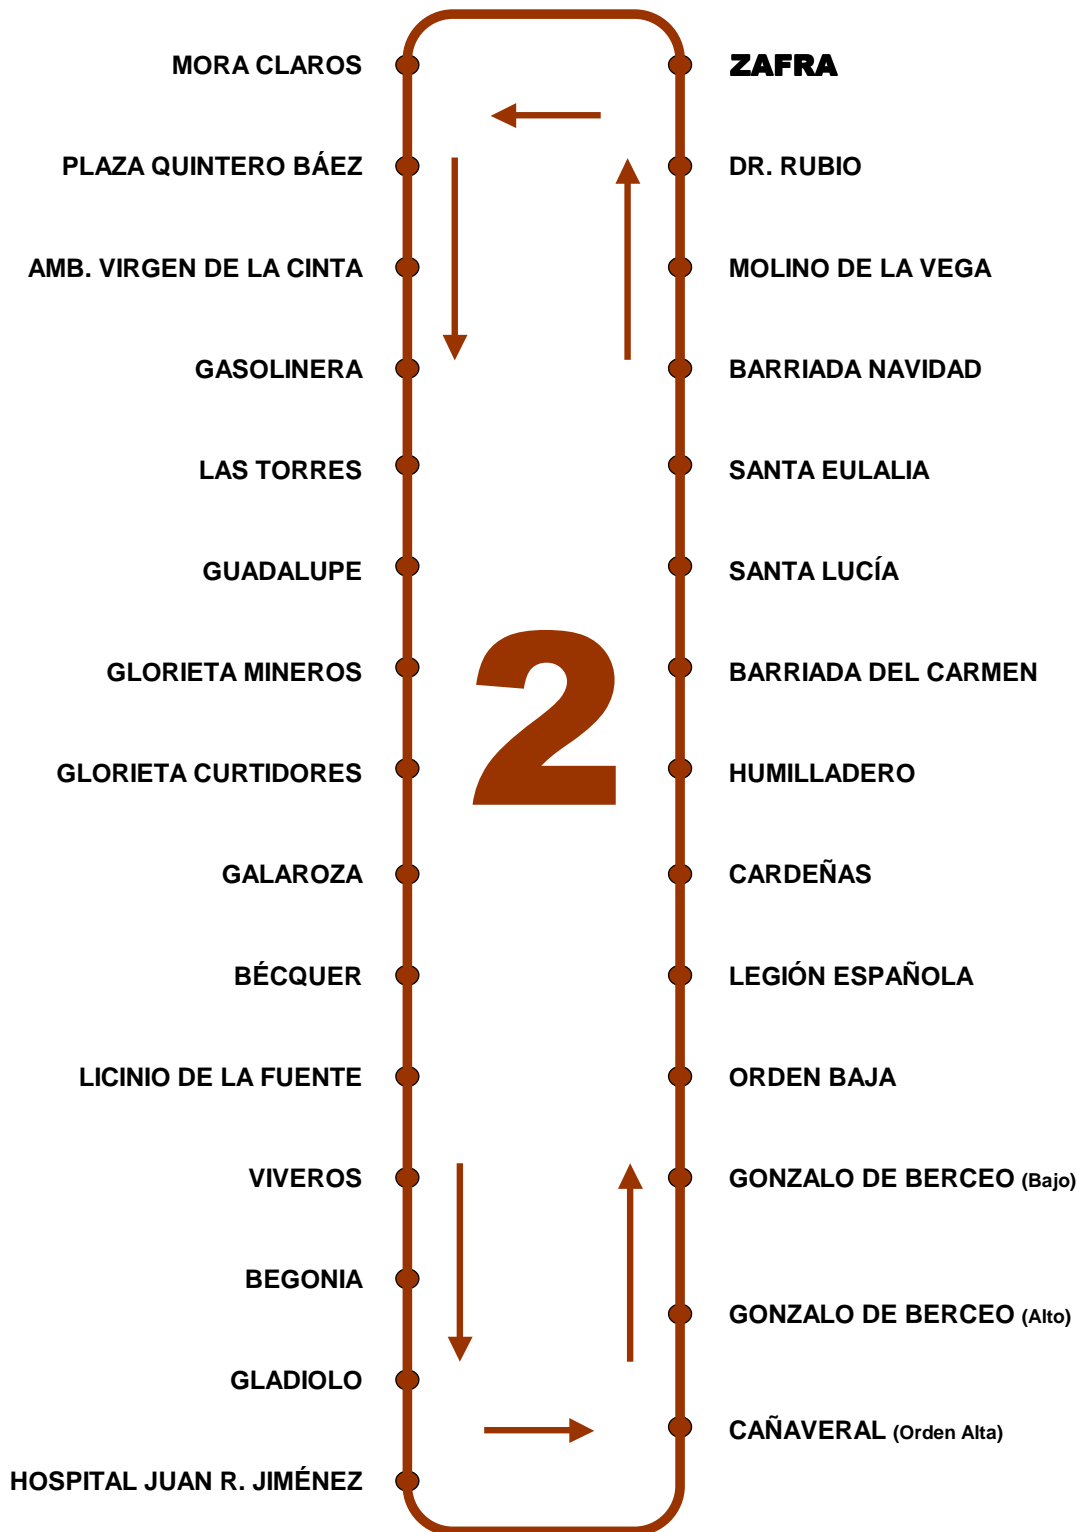 MORA CLAROS
ZAFRA
PLAZA QUINTERO BÁEZ
DR. RUBIO
AMB. VIRGEN DE LA CINTA
MOLINO DE LA VEGA
GASOLINERA
BARRIADA NAVIDAD
LAS TORRES
SANTA EULALIA
GUADALUPE
SANTA LUCÍA
GLORIETA MINEROS
2
BARRIADA DEL CARMEN
GLORIETA CURTIDORES
HUMILLADERO
GALAROZA
CARDEÑAS
BÉCQUER
LEGIÓN ESPAÑOLA
LICINIO DE LA FUENTE
ORDEN BAJA
VIVEROS
GONZALO DE BERCEO (Bajo)
BEGONIA
GONZALO DE BERCEO (Alto)
GLADIOLO
CAÑAVERAL (Orden Alta)
HOSPITAL JUAN R. JIMÉNEZ